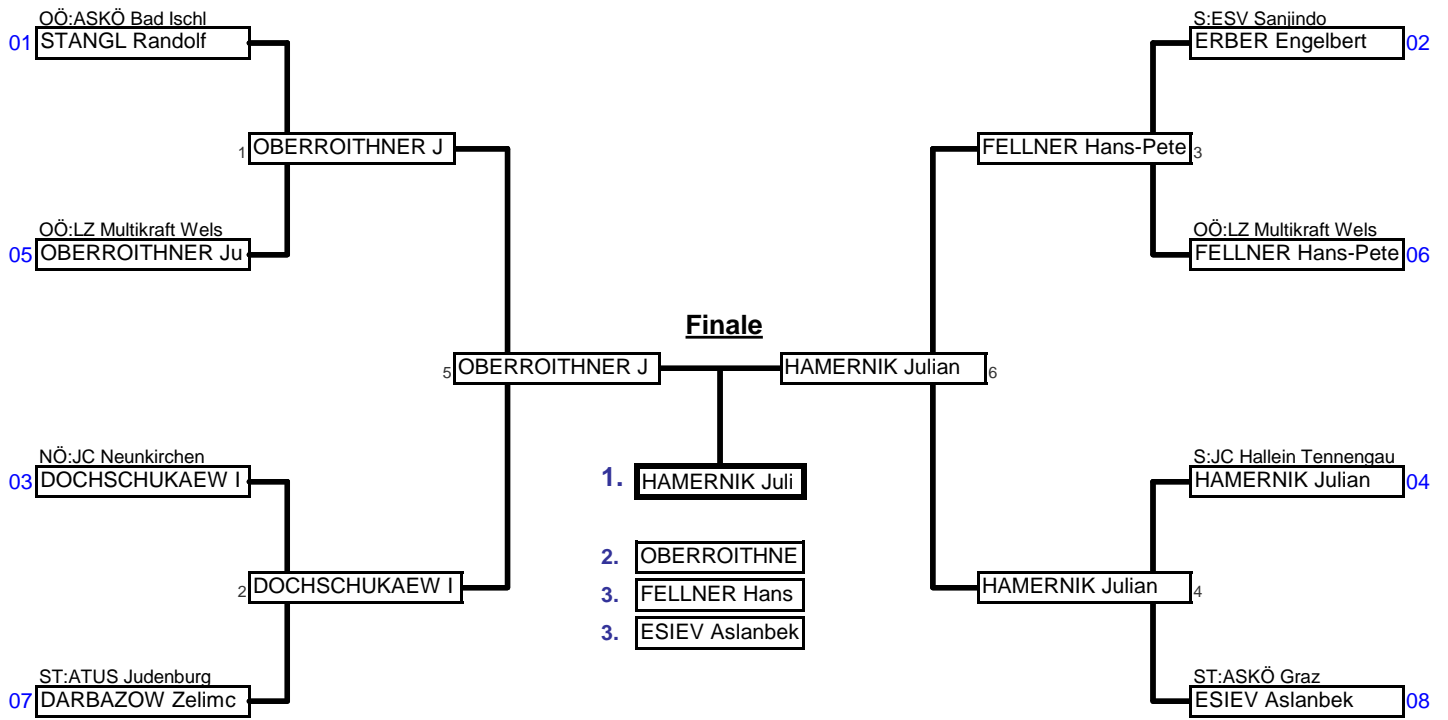 OÖ:ASKÖ Bad Ischl
01 STANGL Randolf
1 OBERROITHNER J
OÖ:LZ Multikraft Wels
05 OBERROITHNER Ju
5 OBERROITHNER J
NÖ:JC Neunkirchen
03 DOCHSCHUKAEW I
2 DOCHSCHUKAEW I
ST:ATUS Judenburg
07 DARBAZOW Zelimc
Finale
1. HAMERNIK Juli
2. OBERROITHNE
3. FELLNER Hans
3. ESIEV Aslanbek
S:ESV Sanjindo
ERBER Engelbert 02
FELLNER Hans-Pete 3
OÖ:LZ Multikraft Wels
FELLNER Hans-Pete 06
HAMERNIK Julian 6
S:JC Hallein Tennengau
HAMERNIK Julian 04
HAMERNIK Julian 4
ST:ASKÖ Graz
ESIEV Aslanbek 08